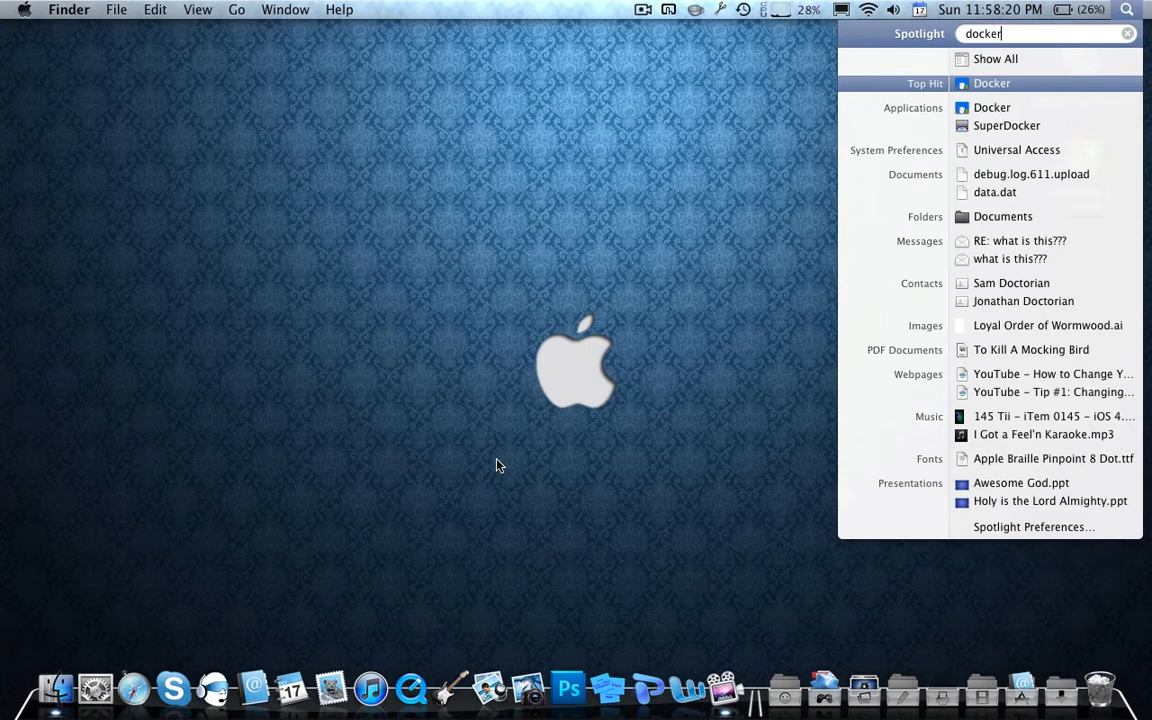 Finder File Edit View Go Window Help 28% 17 Sun 11:58:20 PM (26%)
Spotlight docker
Show All
Top Hit Docker
Applications Docker
SuperDocker
System Preferences Universal Access
Documents debug.log.611.upload
data.dat
Folders Documents
Messages RE: what is this???
what is this???
Contacts Sam Doctorian
Jonathan Doctorian
Images Loyal Order of Wormwood.ai
PDF Documents To Kill A Mocking Bird
Webpages YouTube – How to Change Y...
YouTube – Tip #1: Changing...
Music 145 Tii – iTem 0145 – iOS 4....
I Got a Feel'n Karaoke.mp3
Fonts Apple Braille Pinpoint 8 Dot.ttf
Presentations Awesome God.ppt
Holy is the Lord Almighty.ppt
Spotlight Preferences...
17 Ps